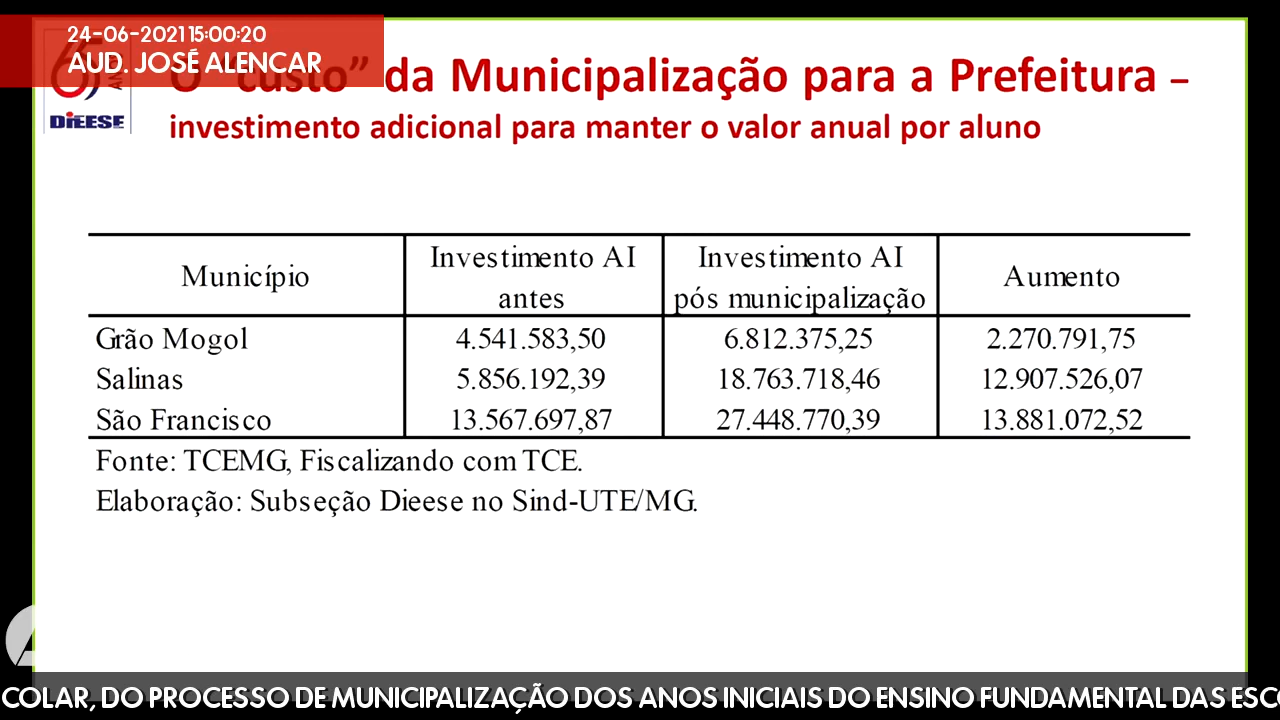 24-06-2021 15:00:20
AUD. JOSÉ ALENCAR
DIEESE
O "custo" da Municipalização para a Prefeitura –
investimento adicional para manter o valor anual por aluno
Município
Investimento AI antes
Investimento AI pós municipalização
Aumento
Grão Mogol 4.541.583,50 6.812.375,25 2.270.791,75
Salinas 5.856.192,39 18.763.718,46 12.907.526,07
São Francisco 13.567.697,87 27.448.770,39 13.881.072,52
Fonte: TCEMG, Fiscalizando com TCE.
Elaboração: Subseção Dieese no Sind-UTE/MG.
COLAR, DO PROCESSO DE MUNICIPALIZAÇÃO DOS ANOS INICIAIS DO ENSINO FUNDAMENTAL DAS ESC